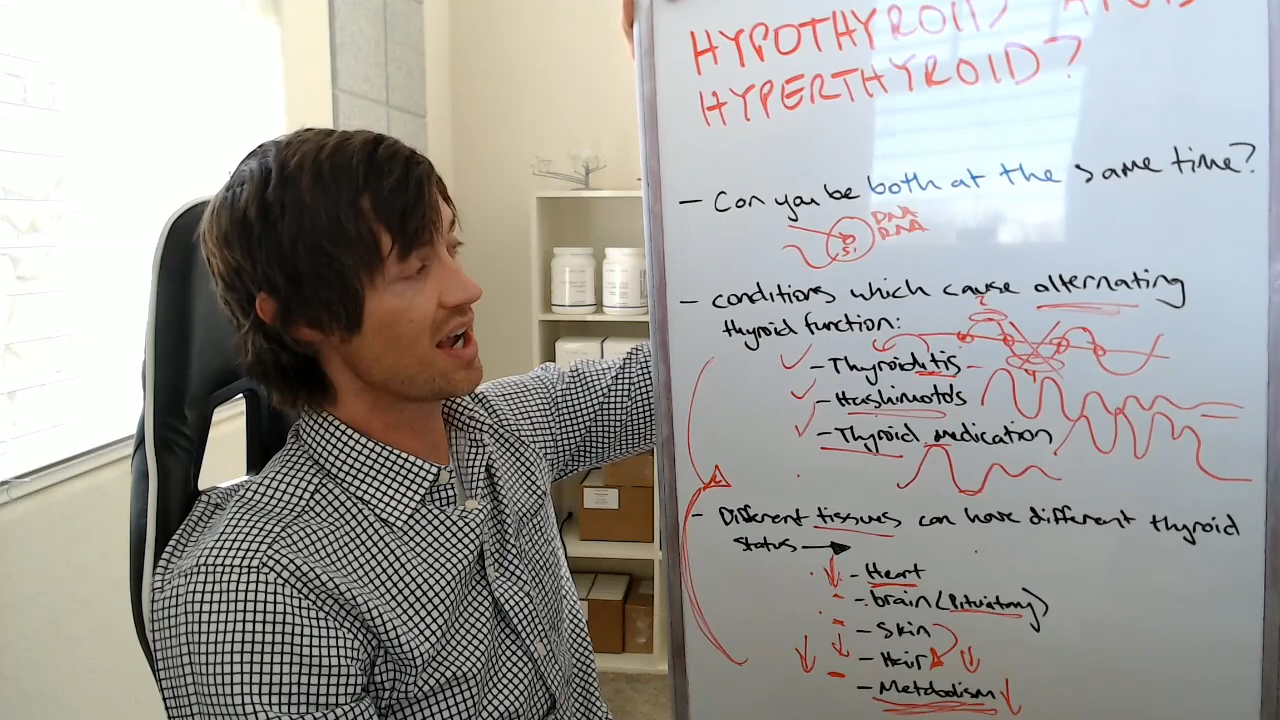 HYPOTHYROID AND
HYPERTHYROID?
- Can you be both at the same time?
DNA
RNA
- conditions which cause alternating
thyroid function:
- Thyroiditis -
- Hashimoto's
- Thyroid medication
- Different tissues can have different thyroid
status
- Heart
- brain (Pituitary)
- Skin
- Hair
- Metabolism